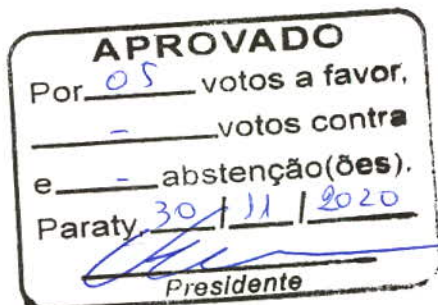 APROVADO
Por 05 votos a favor,
- votos contra
e - abstenção(ões).
Paraty, 30 / 11 / 2020
Presidente